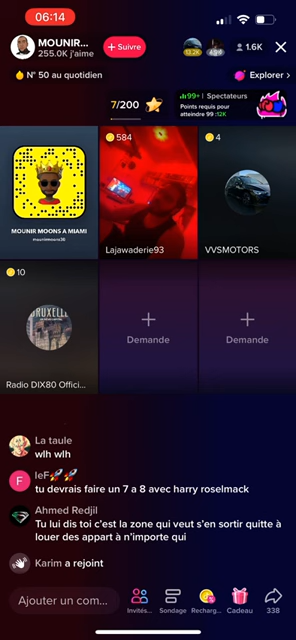 06:14
MOUNIR...
255.0K j'aime
+ Suivre
10.2K
1.6K
N° 50 au quotidien
Explorer >
7/200
99+ | Spectateurs
Points requis pour
atteindre 99 :12K
584
4
MOUNIR MOONS A MIAMI
mounirmoons36
Lajawaderie93
VVSMOTORS
10
BRUXELLE
Radio DIX80 Offici...
Demande
Demande
La taule
wlh wlh
F
leF🚀🚀
tu devrais faire un 7 a 8 avec harry roselmack
Ahmed Redjil
Tu lui dis toi c'est la zone qui veut s'en sortir quitte à
louer des appart à n'importe qui
Karim a rejoint
Ajouter un com...
Invités...
Sondage
Recharg...
Cadeau
338